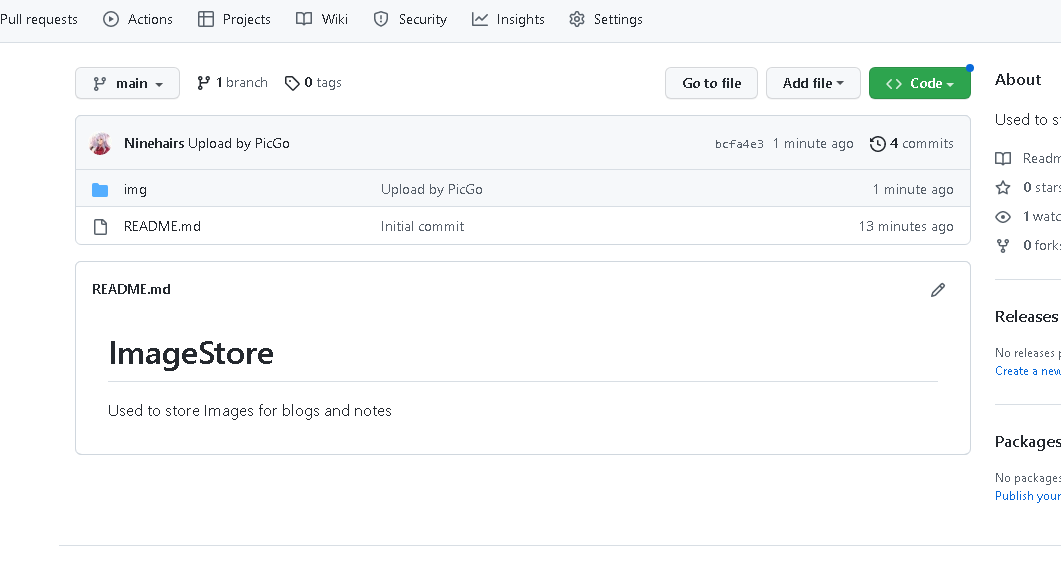 Pull requests Actions Projects Wiki Security Insights Settings
main 1 branch 0 tags Go to file Add file Code
Ninehairs Upload by PicGo bcfa4e3 1 minute ago 4 commits
img Upload by PicGo 1 minute ago
README.md Initial commit 13 minutes ago
README.md
ImageStore
Used to store Images for blogs and notes
About
Used to s
Readm
0 stars
1 watc
0 fork
Releases
No releases p
Create a new
Packages
No packages
Publish your